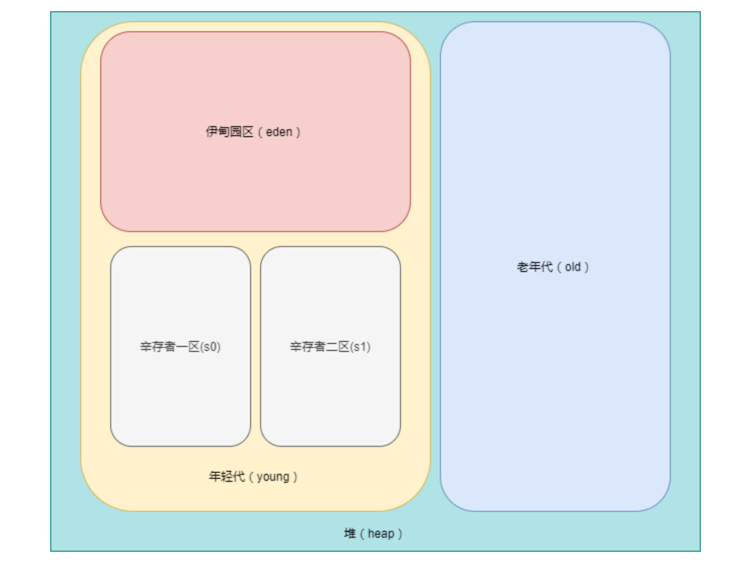 伊甸园区（eden）
辛存者一区(s0)
辛存者二区(s1)
年轻代（young）
老年代（old）
堆（heap）